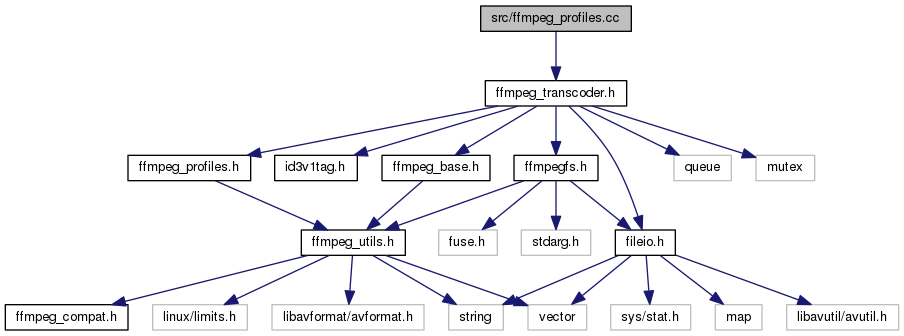 src/ffmpeg_profiles.cc
ffmpeg_transcoder.h
ffmpeg_profiles.h
id3v1tag.h
ffmpeg_base.h
ffmpegfs.h
queue
mutex
ffmpeg_utils.h
fuse.h
stdarg.h
fileio.h
ffmpeg_compat.h
linux/limits.h
libavformat/avformat.h
string
vector
sys/stat.h
map
libavutil/avutil.h